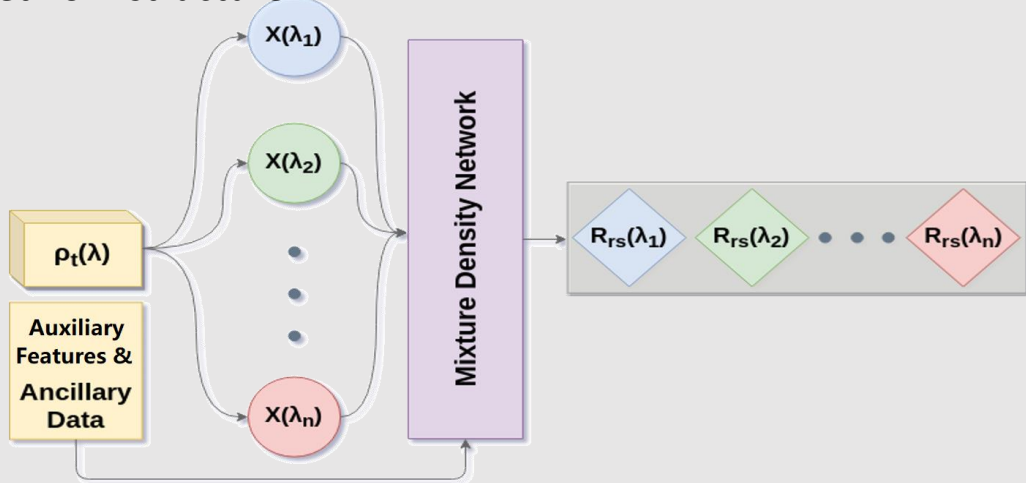 X(λ₁)
X(λ₂)
X(λₙ)
ρₜ(λ)
Auxiliary
Features &
Ancillary
Data
Mixture Density Network
Rᵣₛ(λ₁)
Rᵣₛ(λ₂)
Rᵣₛ(λₙ)